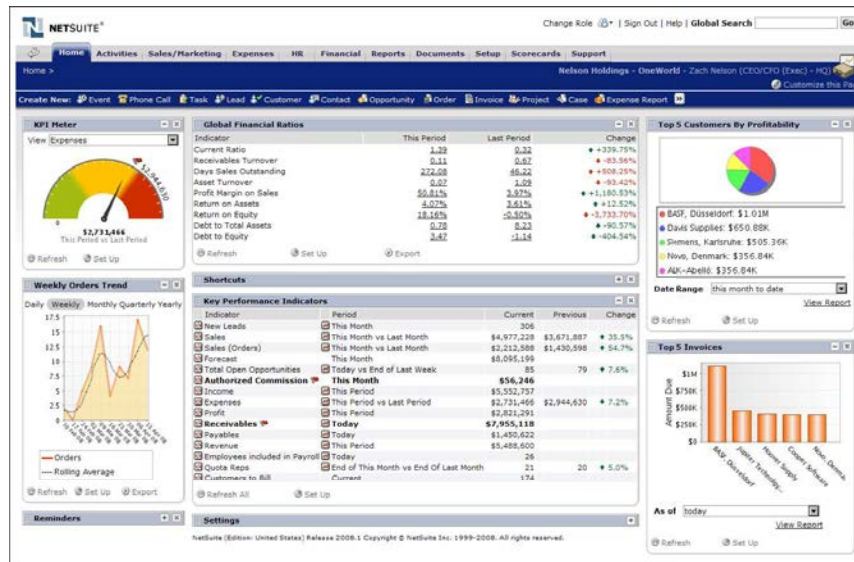 NETSUITE®
Change Role | Sign Out | Help | Global Search Go
Home Activities Sales/Marketing Expenses HR Financial Reports Documents Setup Scorecards Support
Home > Nelson Holdings - OneWorld - Zach Nelson (CEO/CFO (Exec) - HQ)
Customize this Pa
Create New: Event Phone Call Task Lead Customer Contact Opportunity Order Invoice Project Case Expense Report
KPI Meter
View Expenses
$2,944,630
0
$2,731,466
This Period vs Last Period
Refresh Set Up
Weekly Orders Trend
Daily Weekly Monthly Quarterly Yearly
17.5
15
12.5
10
7.5
5
2.5
0
Orders
Rolling Average
Refresh Set Up Export
Reminders
Global Financial Ratios
Indicator This Period Last Period Change
Current Ratio 1.39 0.32 +339.75%
Receivables Turnover 0.11 0.67 -83.56%
Days Sales Outstanding 272.08 46.22 +508.25%
Asset Turnover 0.07 1.09 -93.42%
Profit Margin on Sales 50.81% 3.97% +1,180.53%
Return on Assets 4.07% 3.61% +12.52%
Return on Equity 18.16% -0.50% -3,733.70%
Debt to Total Assets 0.78 8.23 -90.57%
Debt to Equity 3.47 -1.14 -404.54%
Refresh Set Up Export
Shortcuts
Key Performance Indicators
Indicator Period Current Previous Change
New Leads This Month 306
Sales This Month vs Last Month $4,977,228 $3,671,887 35.5%
Sales (Orders) This Month vs Last Month $2,212,588 $1,430,598 54.7%
Forecast This Month $8,095,199
Total Open Opportunities Today vs End of Last Week 85 79 7.6%
Authorized Commission This Month $56,246
Income This Period $5,552,757
Expenses This Period vs Last Period $2,731,466 $2,944,630 7.2%
Profit This Period $2,821,291
Receivables Today $7,955,118
Payables Today $1,450,622
Revenue This Period $5,488,600
Employees included in Payroll Today 26
Quote Reps End of This Month vs End Of Last Month 21 20 5.0%
Customers to Bill Current 174
Refresh All Set Up
Settings
NetSuite (Edition: United States) Release 2008.1 Copyright © NetSuite Inc. 1999-2008. All rights reserved.
Top 5 Customers By Profitability
BASF, Düsseldorf: $1.01M
Davis Supplies: $650.88K
Siemens, Karlsruhe: $505.36K
Novo, Denmark: $356.84K
ALK-Abelló: $356.84K
Date Range this month to date
View Report
Refresh Set Up
Top 5 Invoices
Amount Due
$1M
$750K
$500K
$250K
$0
BASF, Düsseldorf
Jupiter Technology...
Cooper Software
Novo, Denma
As of today
View Report
Refresh Set Up